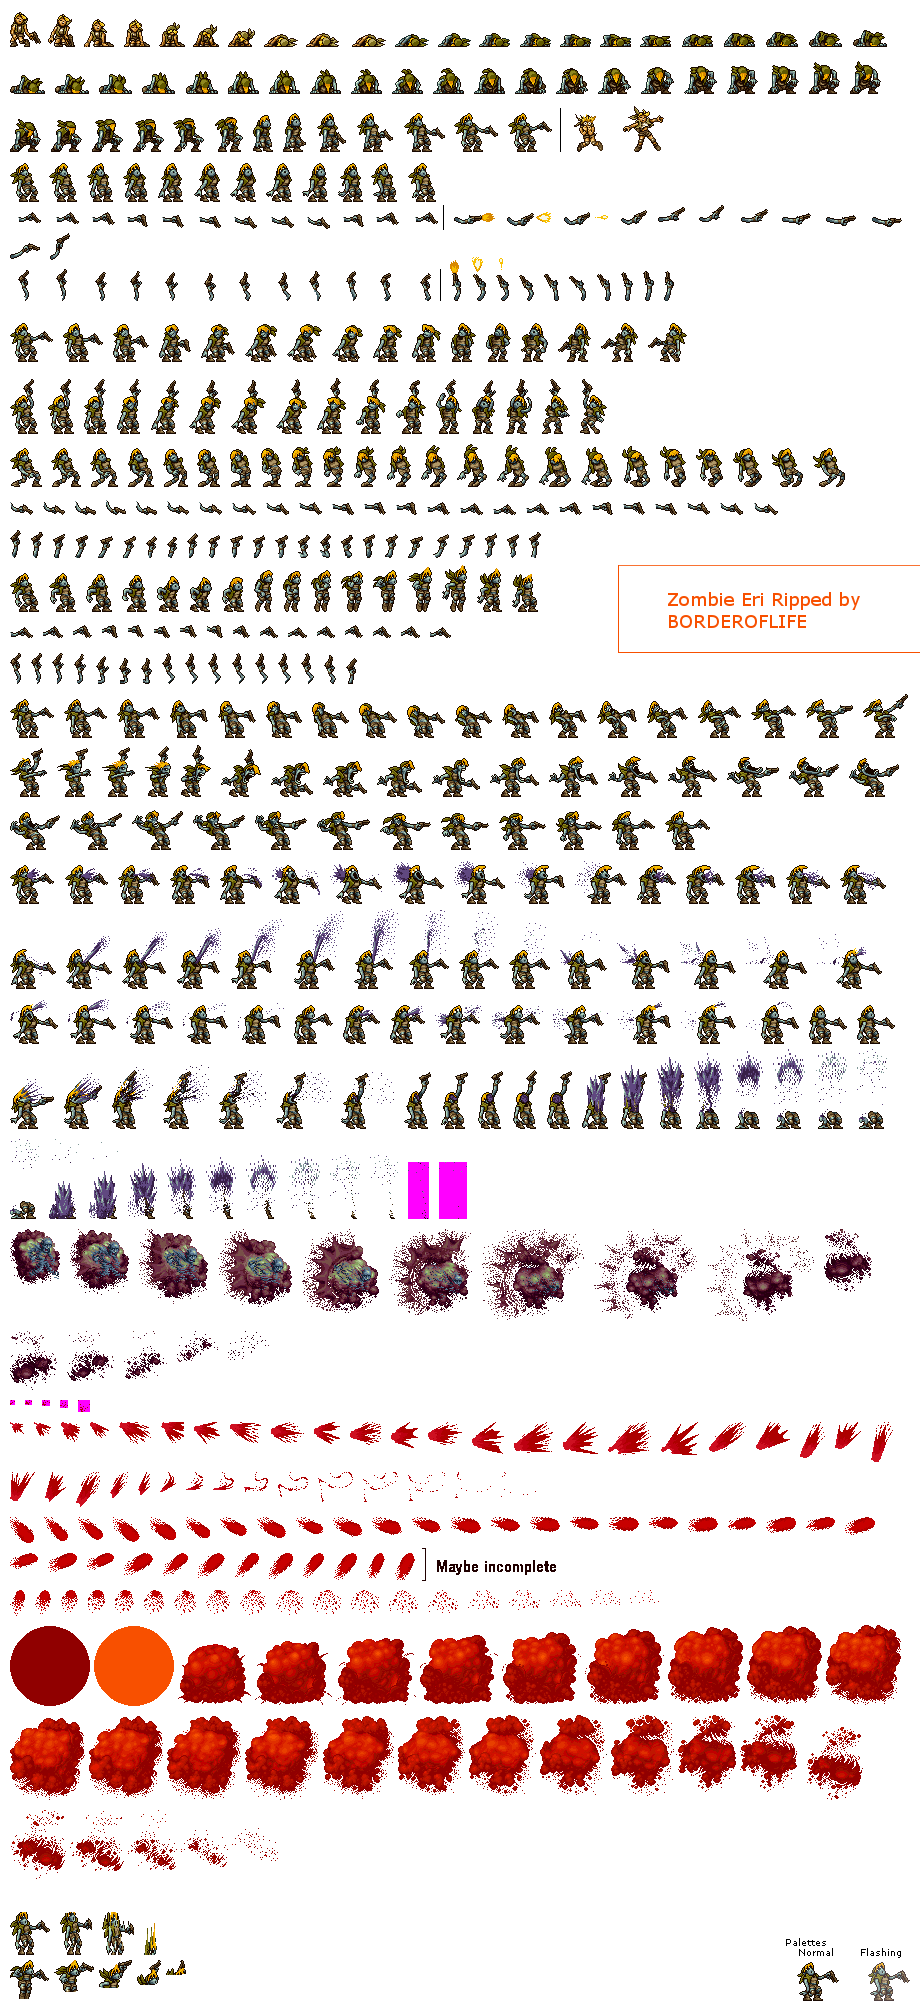 Zombie Eri Ripped by
BORDEROFLIFE
Maybe incomplete
Palettes
Normal
Flashing